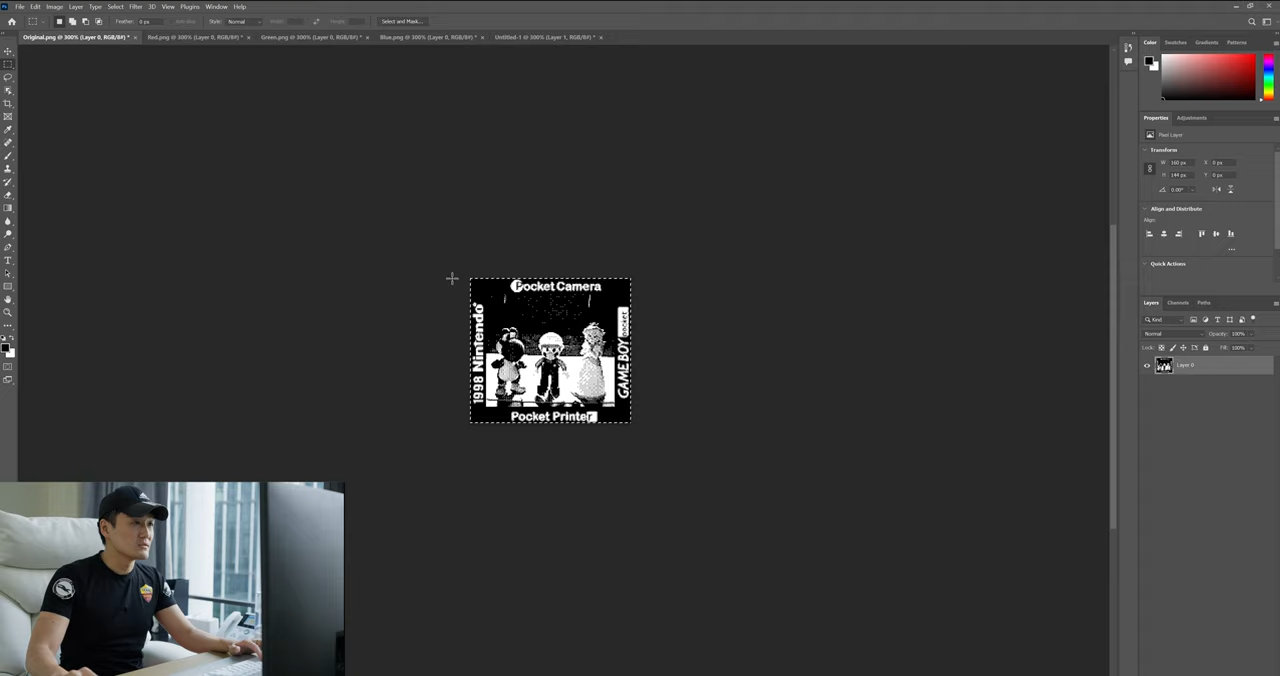 File Edit Image Layer Type Select Filter 3D View Plugins Window Help
Feather: 0 px Anti-alias Style: Normal Width: Height: Select and Mask...
Original.png @ 300% (Layer 0, RGB/8#) * × Red.png @ 300% (Layer 0, RGB/8#) * × Green.png @ 300% (Layer 0, RGB/8#) * × Blue.png @ 300% (Layer 0, RGB/8#) * × Untitled-1 @ 300% (Layer 1, RGB/8#) * ×
Color Swatches Gradients Patterns
Properties Adjustments
Pixel Layer
Transform
W 160 px X 0 px
H 144 px Y 0 px
0.00°
Align and Distribute
Align:
...
Quick Actions
Layers Channels Paths
Kind
Normal Opacity: 100%
Lock: Fill: 100%
Layer 0
Pocket Camera
1998 Nintendo
GAME BOY pocket
Pocket Printer